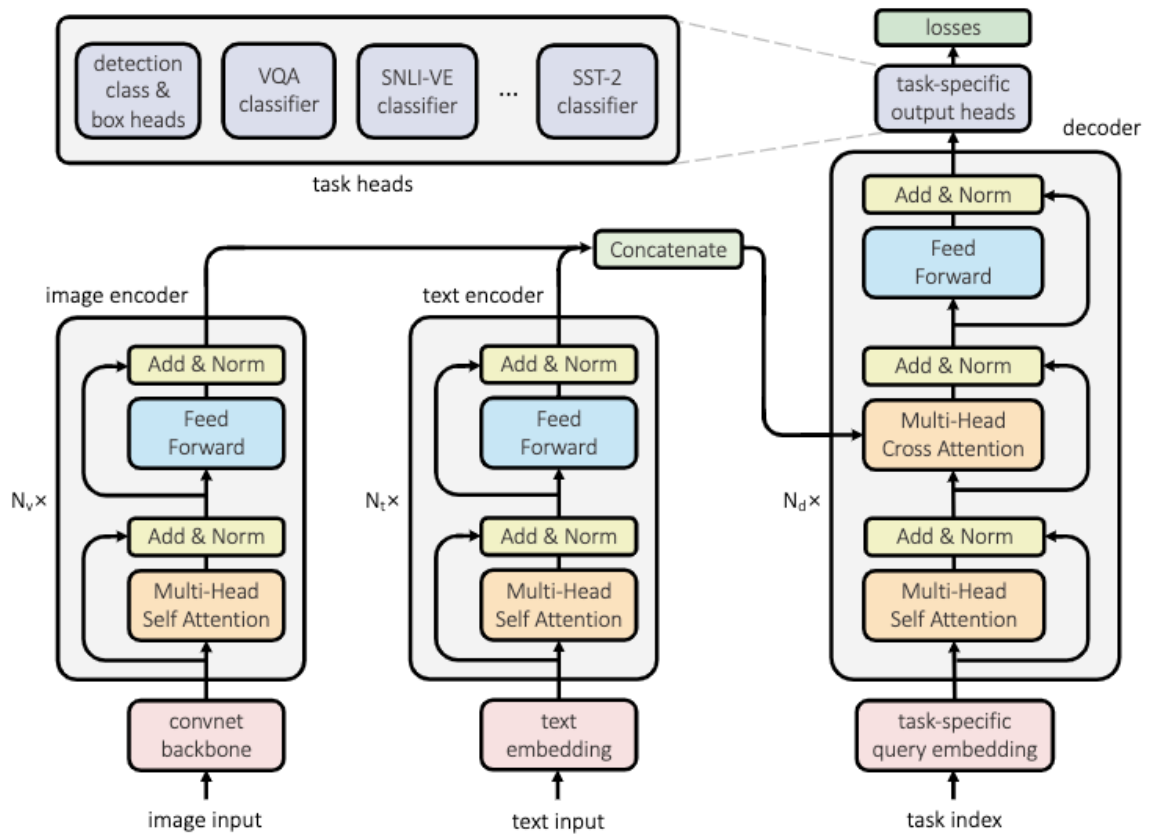 detection
class &
box heads
VQA
classifier
SNLI-VE
classifier
...
SST-2
classifier
task heads
losses
task-specific
output heads
decoder
Add & Norm
Feed
Forward
Add & Norm
Multi-Head
Cross Attention
Add & Norm
Multi-Head
Self Attention
Nd×
task-specific
query embedding
task index
Concatenate
image encoder
Add & Norm
Feed
Forward
Add & Norm
Multi-Head
Self Attention
Nv×
convnet
backbone
image input
text encoder
Add & Norm
Feed
Forward
Add & Norm
Multi-Head
Self Attention
Nt×
text
embedding
text input